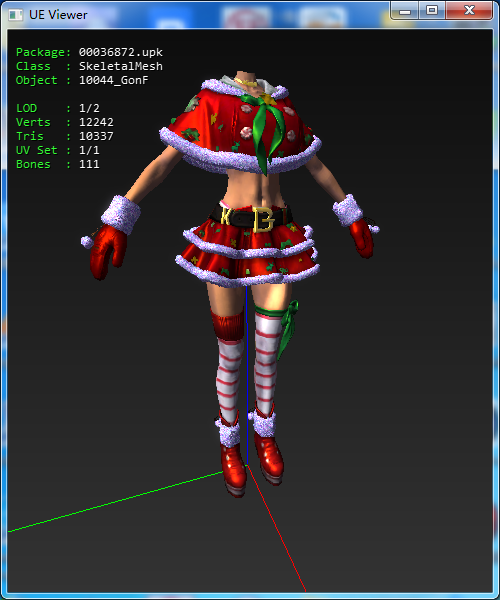 UE Viewer
Package: 00036872.upk
Class : SkeletalMesh
Object : 10044_GonF
LOD : 1/2
Verts : 12242
Tris : 10337
UV Set : 1/1
Bones : 111
K B